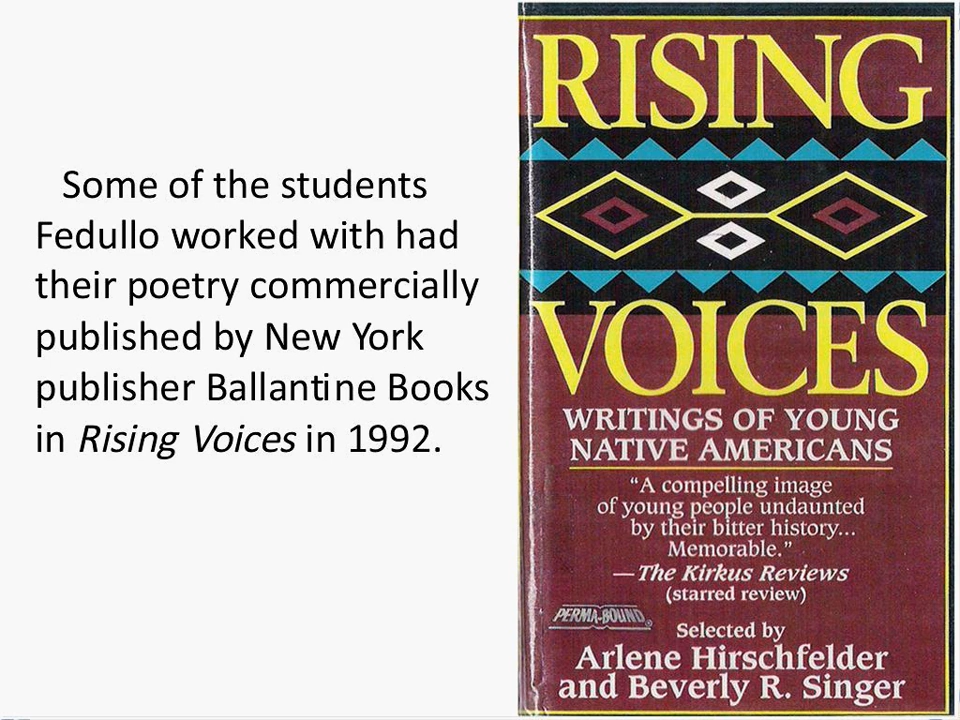 Some of the students
Fedullo worked with had
their poetry commercially
published by New York
publisher Ballantine Books
in Rising Voices in 1992.
RISING
VOICES
WRITINGS OF YOUNG
NATIVE AMERICANS
“A compelling image
of young people undaunted
by their bitter history...
Memorable.”
—The Kirkus Reviews
(starred review)
PERMA-BOUND®
Selected by
Arlene Hirschfelder
and Beverly R. Singer